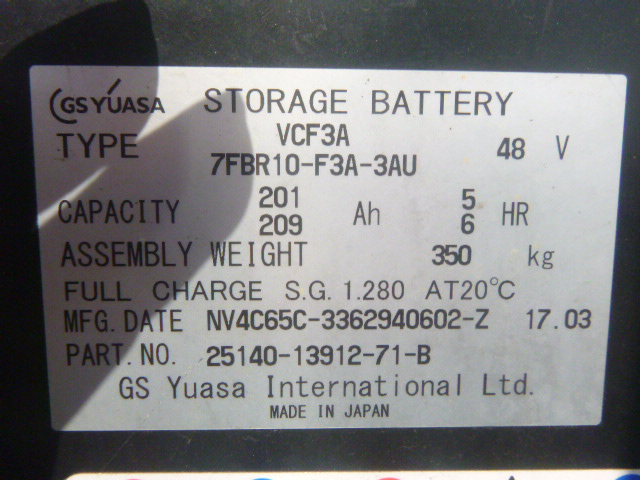 GS YUASA STORAGE BATTERY
TYPE VCF3A 48 V
7FBR10-F3A-3AU
CAPACITY 201 Ah 5 HR
209 6
ASSEMBLY WEIGHT 350 kg
FULL CHARGE S.G. 1.280 AT20°C
MFG. DATE NV4C65C-3362940602-Z 17.03
PART. NO. 25140-13912-71-B
GS Yuasa International Ltd.
MADE IN JAPAN